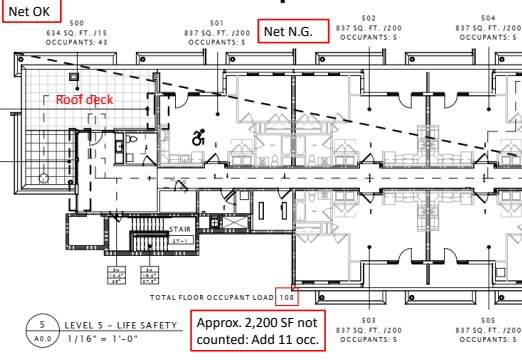 Net OK
500
634 SQ. FT. /15
OCCUPANTS: 43
501
837 SQ. FT. /200
OCCUPANTS: 5
Net N.G.
502
837 SQ. FT. /200
OCCUPANTS: 5
504
837 SQ. FT. /200
OCCUPANTS: 5
Roof deck
STAIR
ST-1
TOTAL FLOOR OCCUPANT LOAD 108
5
A0.0
LEVEL 5 - LIFE SAFETY
1/16" = 1'-0"
Approx. 2,200 SF not
counted: Add 11 occ.
503
837 SQ. FT. /200
OCCUPANTS: 5
505
837 SQ. FT. /200
OCCUPANTS: 5